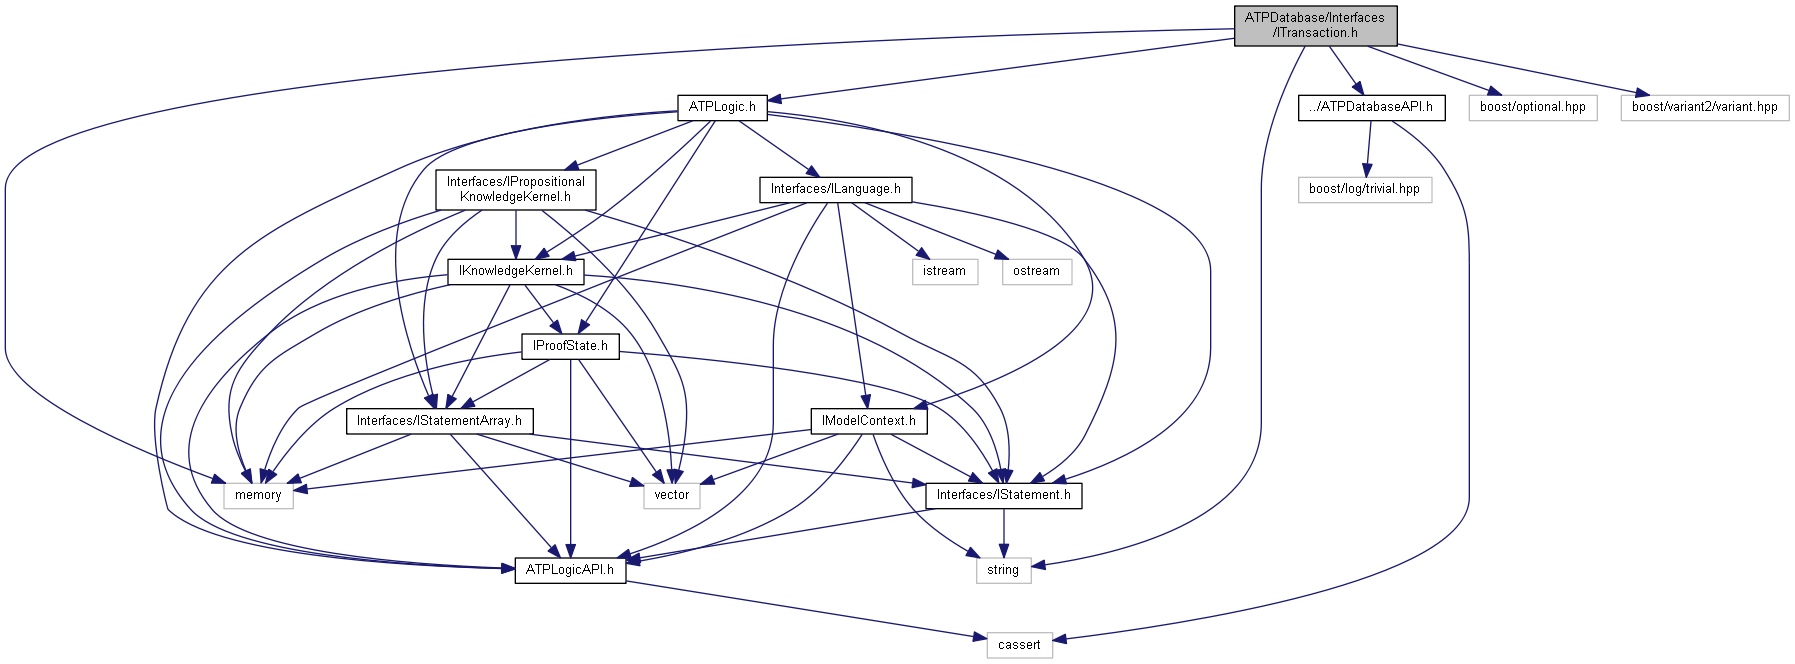 ATPDatabase/Interfaces
/ITransaction.h
ATPLogic.h
../ATPDatabaseAPI.h
boost/optional.hpp
boost/variant2/variant.hpp
Interfaces/IPropositional
KnowledgeKernel.h
Interfaces/ILanguage.h
boost/log/trivial.hpp
IKnowledgeKernel.h
istream
ostream
IProofState.h
Interfaces/IStatementArray.h
IModelContext.h
memory
vector
Interfaces/IStatement.h
ATPLogicAPI.h
string
cassert